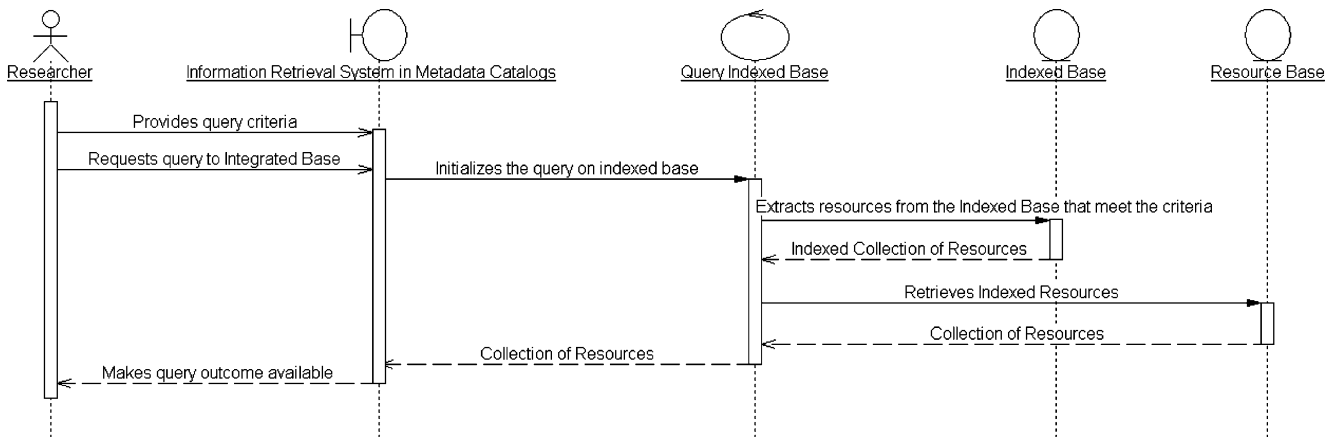 Researcher
Information Retrieval System in Metadata Catalogs
Query Indexed Base
Indexed Base
Resource Base
Provides query criteria
Requests query to Integrated Base
Initializes the query on indexed base
Extracts resources from the Indexed Base that meet the criteria
Indexed Collection of Resources
Retrieves Indexed Resources
Collection of Resources
Collection of Resources
Makes query outcome available